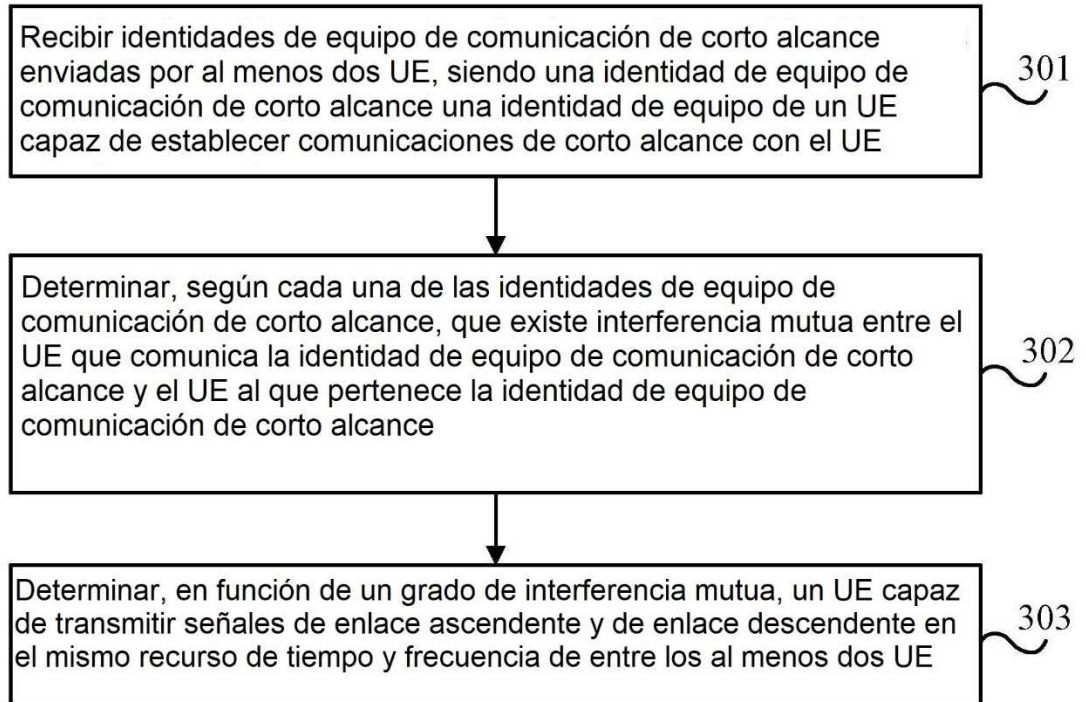 Recibir identidades de equipo de comunicación de corto alcance
enviadas por al menos dos UE, siendo una identidad de equipo de
comunicación de corto alcance una identidad de equipo de un UE
capaz de establecer comunicaciones de corto alcance con el UE
301
Determinar, según cada una de las identidades de equipo de
comunicación de corto alcance, que existe interferencia mutua entre el
UE que comunica la identidad de equipo de comunicación de corto
alcance y el UE al que pertenece la identidad de equipo de
comunicación de corto alcance
302
Determinar, en función de un grado de interferencia mutua, un UE capaz
de transmitir señales de enlace ascendente y de enlace descendente en
el mismo recurso de tiempo y frecuencia de entre los al menos dos UE
303